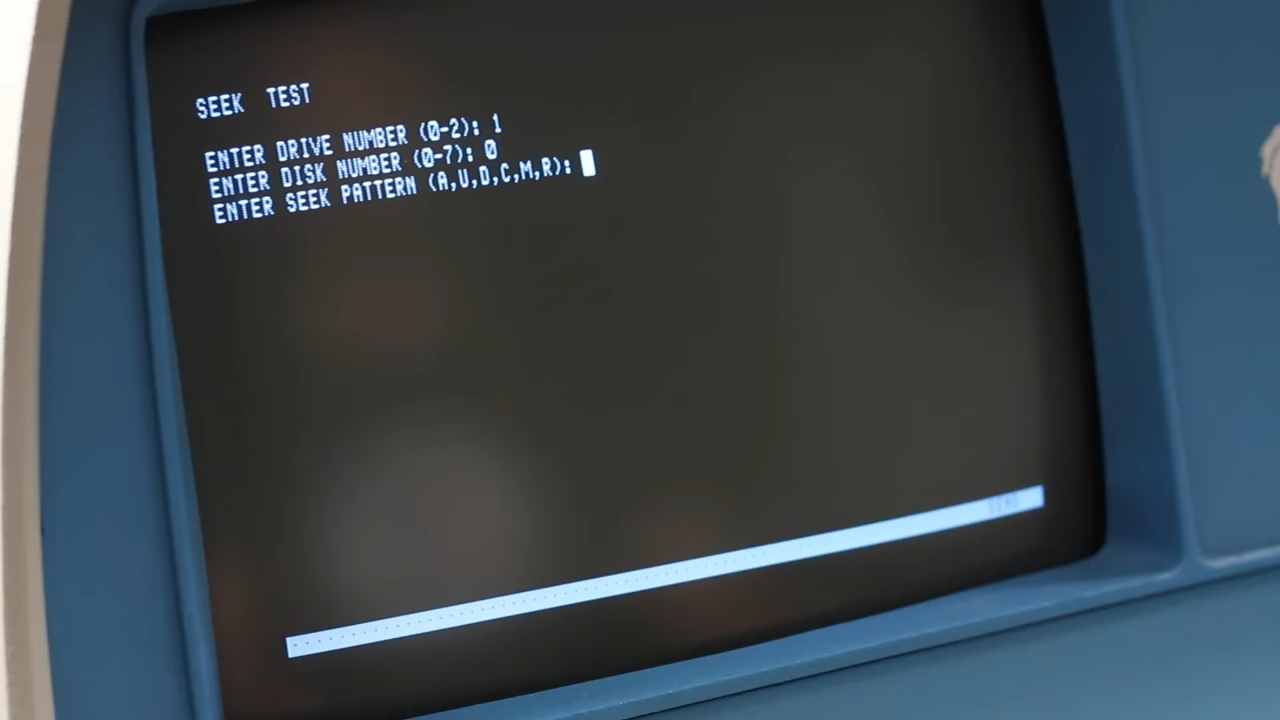 SEEK TEST
ENTER DRIVE NUMBER (0-2): 1
ENTER DISK NUMBER (0-7): 0
ENTER SEEK PATTERN (A,U,D,C,M,R):